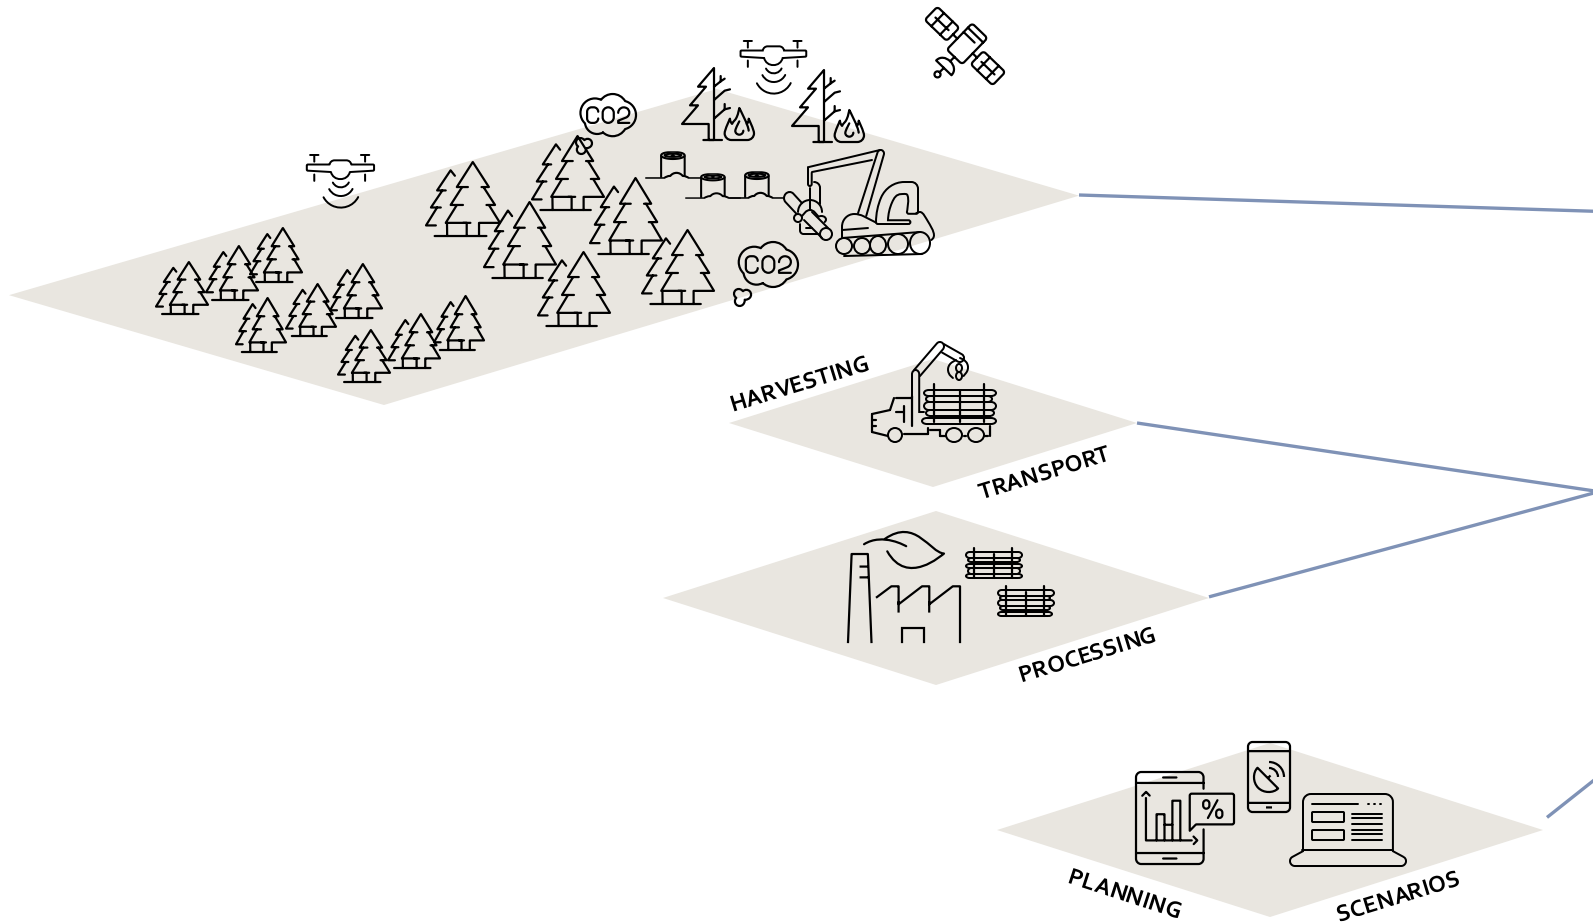 CO2
CO2
HARVESTING
TRANSPORT
PROCESSING
%
PLANNING
SCENARIOS